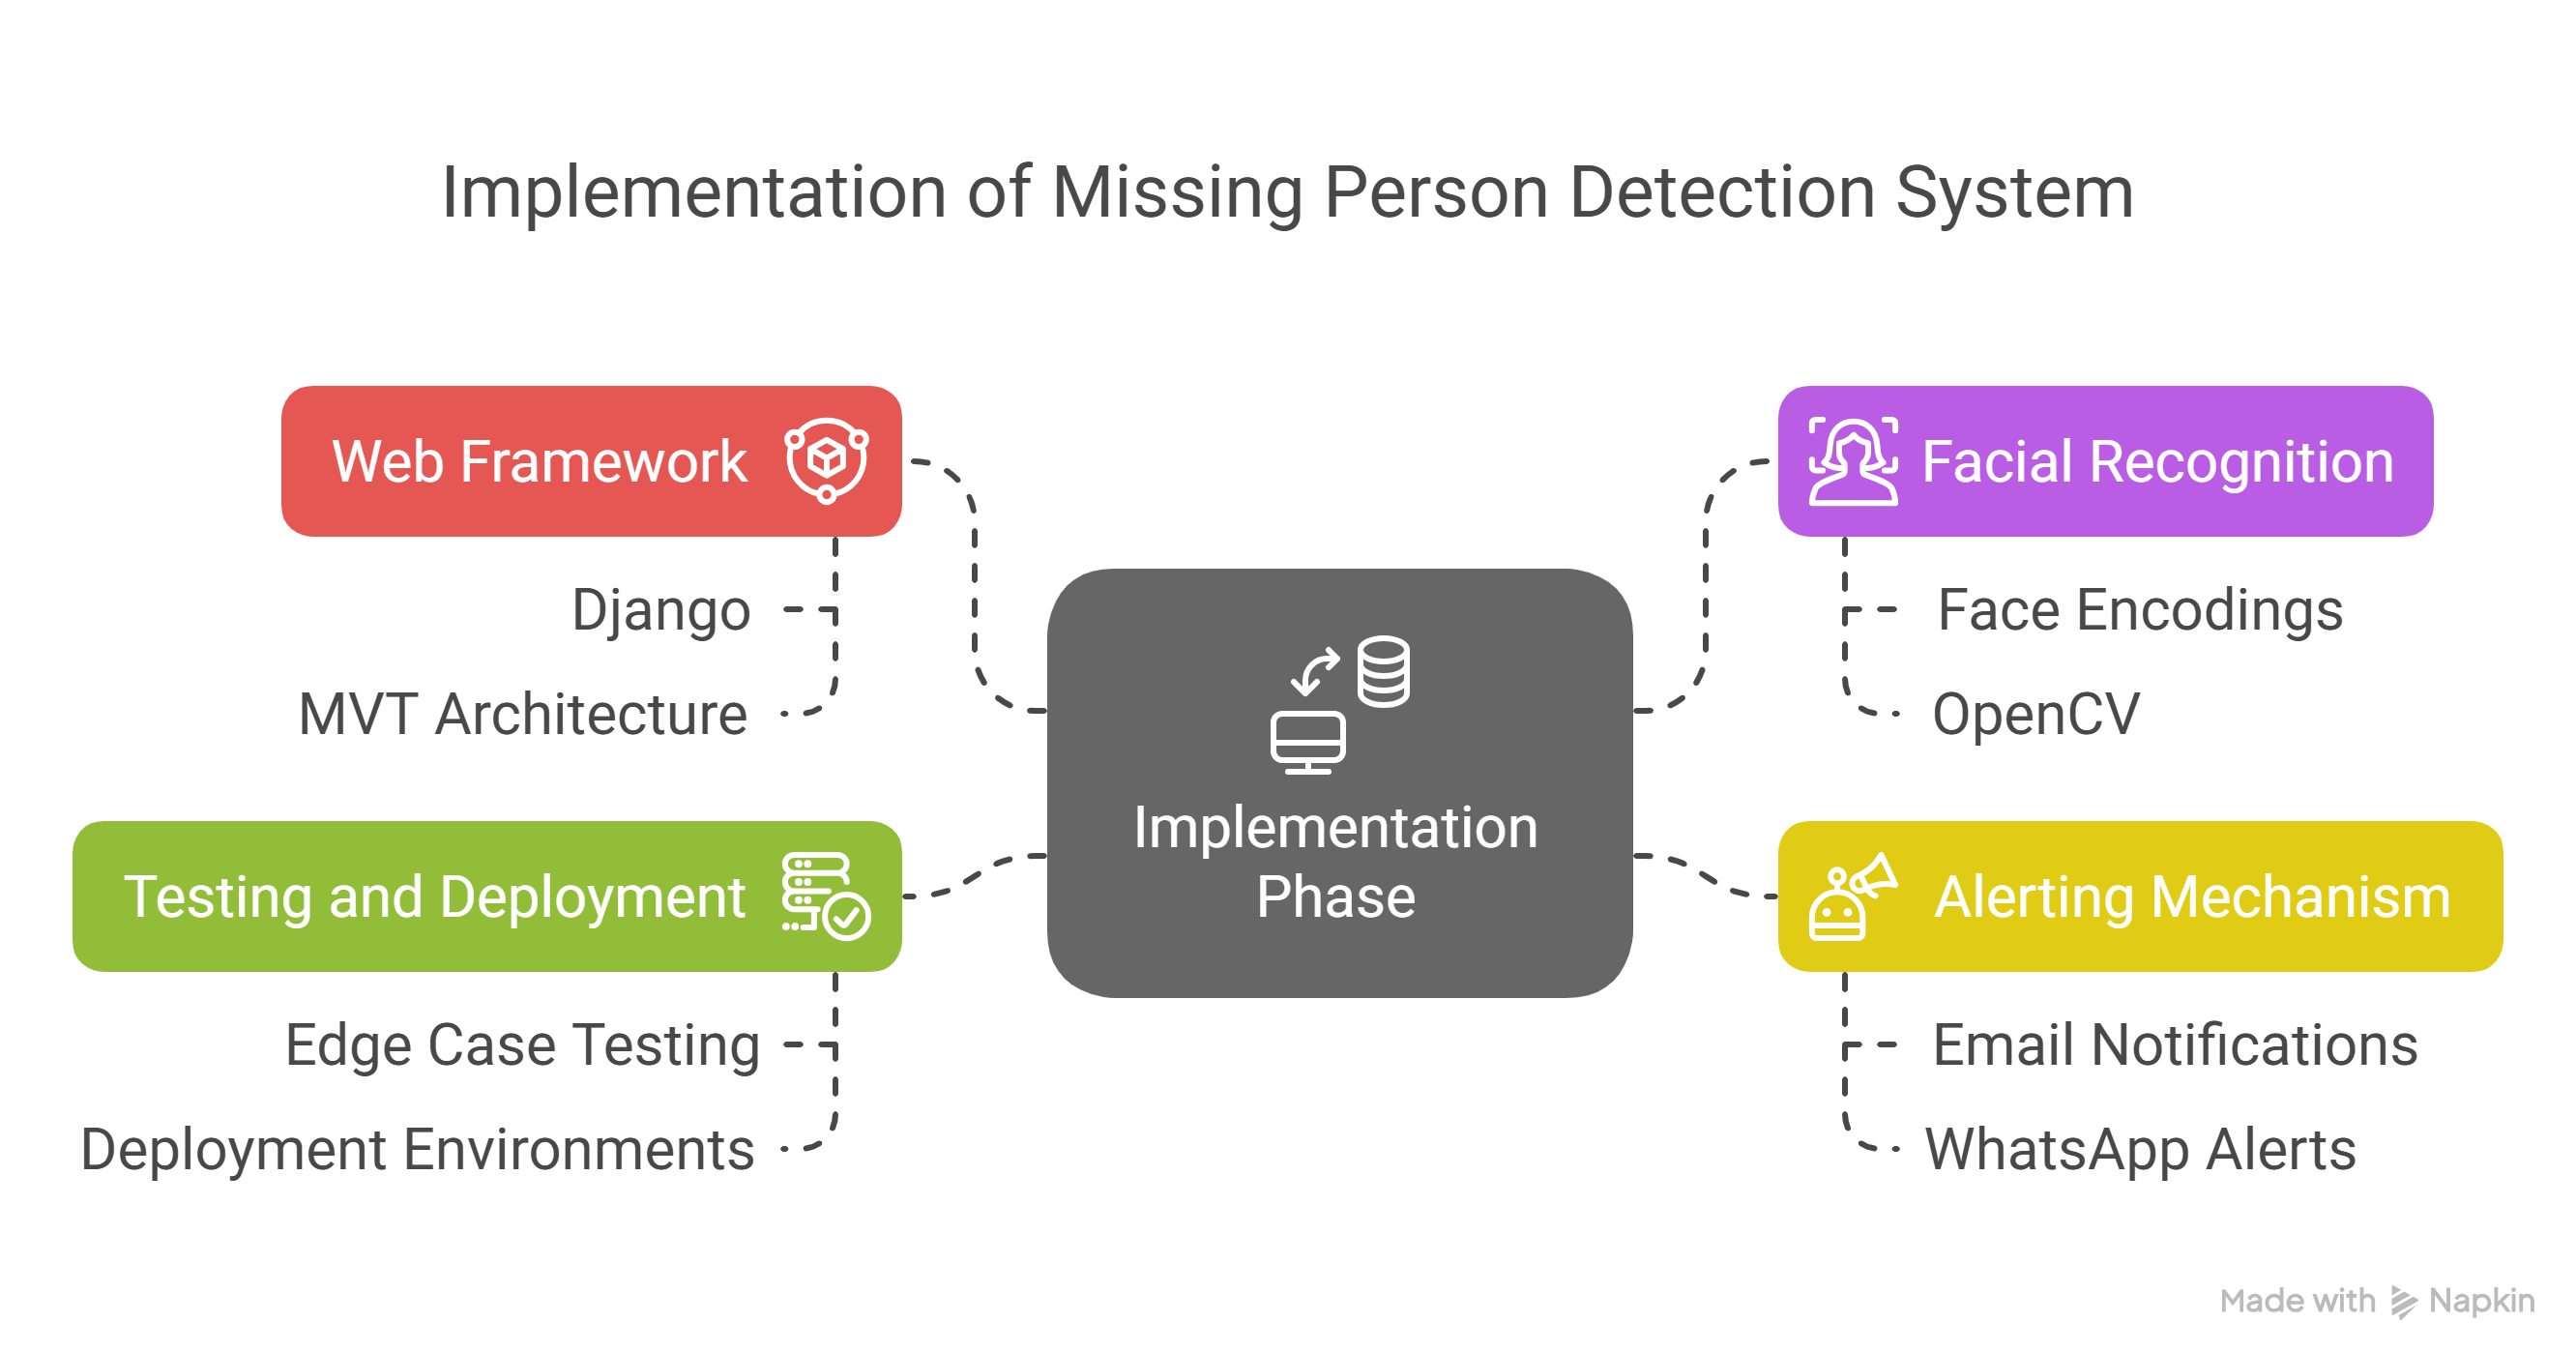 Implementation of Missing Person Detection System
Web Framework
Django
MVT Architecture
Testing and Deployment
Edge Case Testing
Deployment Environments
Implementation
Phase
Facial Recognition
Face Encodings
OpenCV
Alerting Mechanism
Email Notifications
WhatsApp Alerts
Made with Napkin